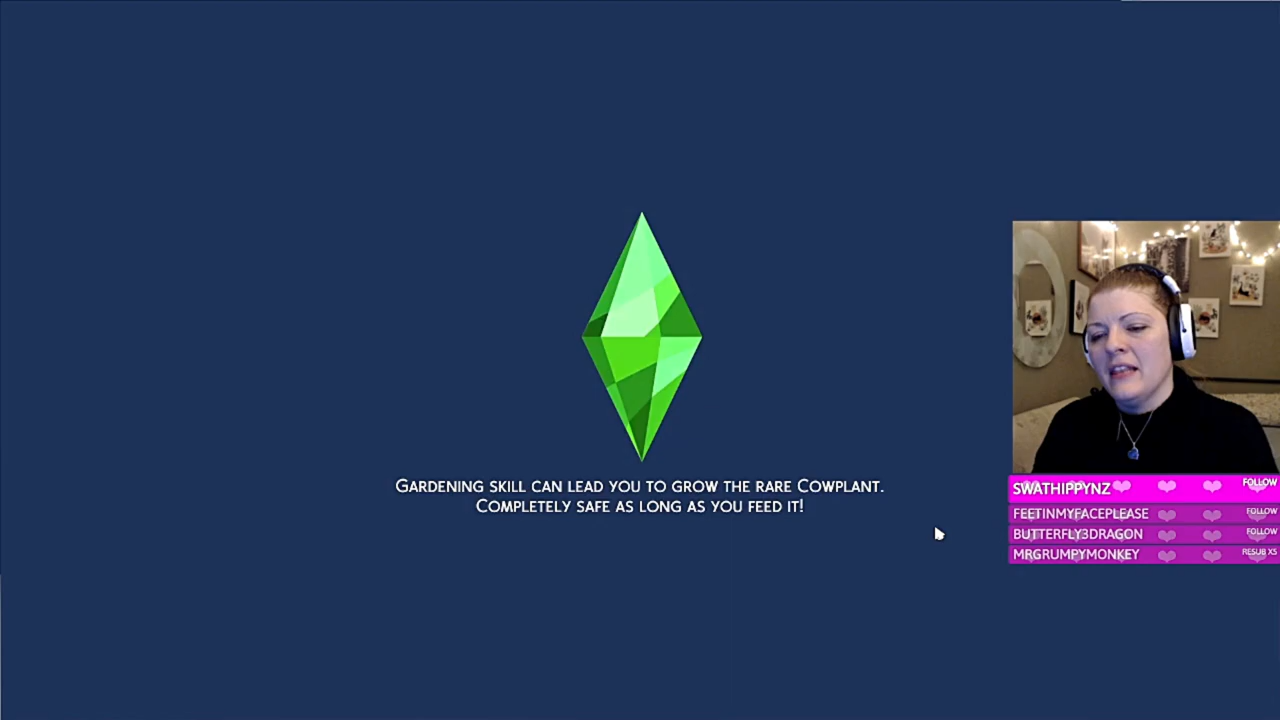 Gardening skill can lead you to grow the rare Cowplant.
Completely safe as long as you feed it!
SWATHIPPYNZ FOLLOW
FEETINMYFACEPLEASE FOLLOW
BUTTERFLY3DRAGON FOLLOW
MRGRUMPYMONKEY RESUB X5